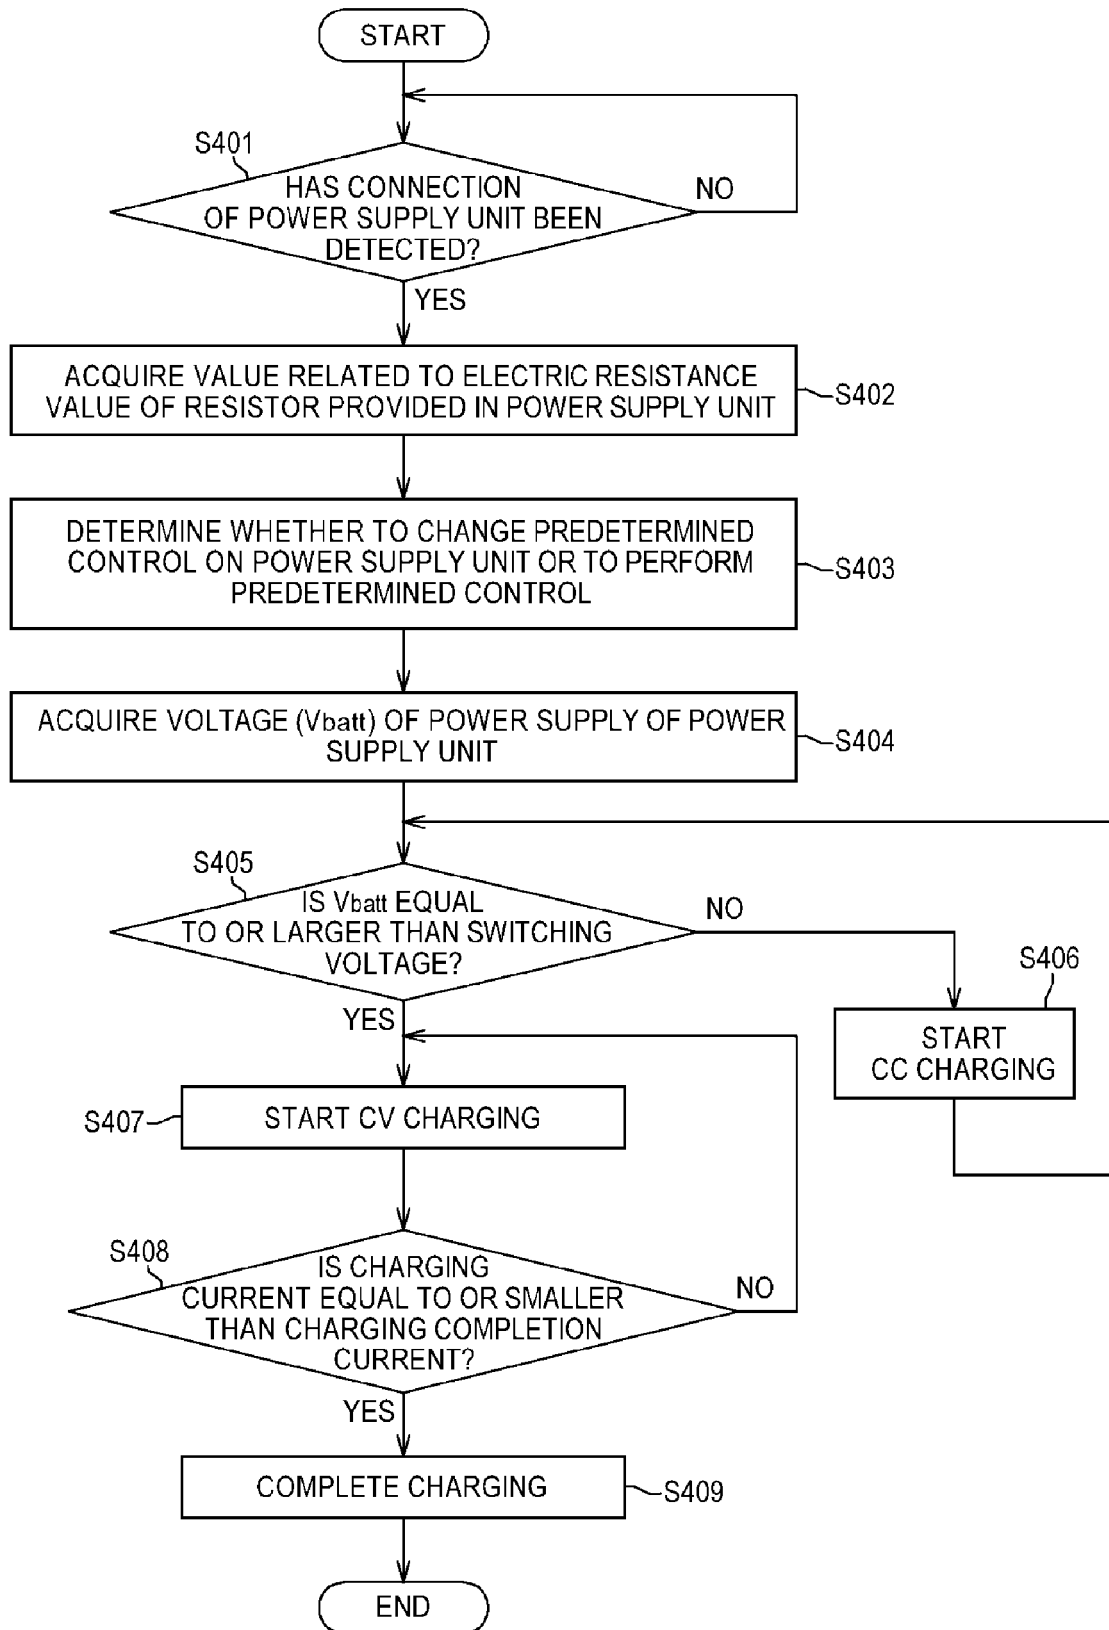 START
S401
HAS CONNECTION
OF POWER SUPPLY UNIT BEEN
DETECTED?
NO
YES
ACQUIRE VALUE RELATED TO ELECTRIC RESISTANCE
VALUE OF RESISTOR PROVIDED IN POWER SUPPLY UNIT
S402
DETERMINE WHETHER TO CHANGE PREDETERMINED
CONTROL ON POWER SUPPLY UNIT OR TO PERFORM
PREDETERMINED CONTROL
S403
ACQUIRE VOLTAGE (Vbatt) OF POWER SUPPLY OF POWER
SUPPLY UNIT
S404
S405
IS Vbatt EQUAL
TO OR LARGER THAN SWITCHING
VOLTAGE?
NO
YES
S406
START
CC CHARGING
S407
START CV CHARGING
S408
IS CHARGING
CURRENT EQUAL TO OR SMALLER
THAN CHARGING COMPLETION
CURRENT?
NO
YES
COMPLETE CHARGING
S409
END